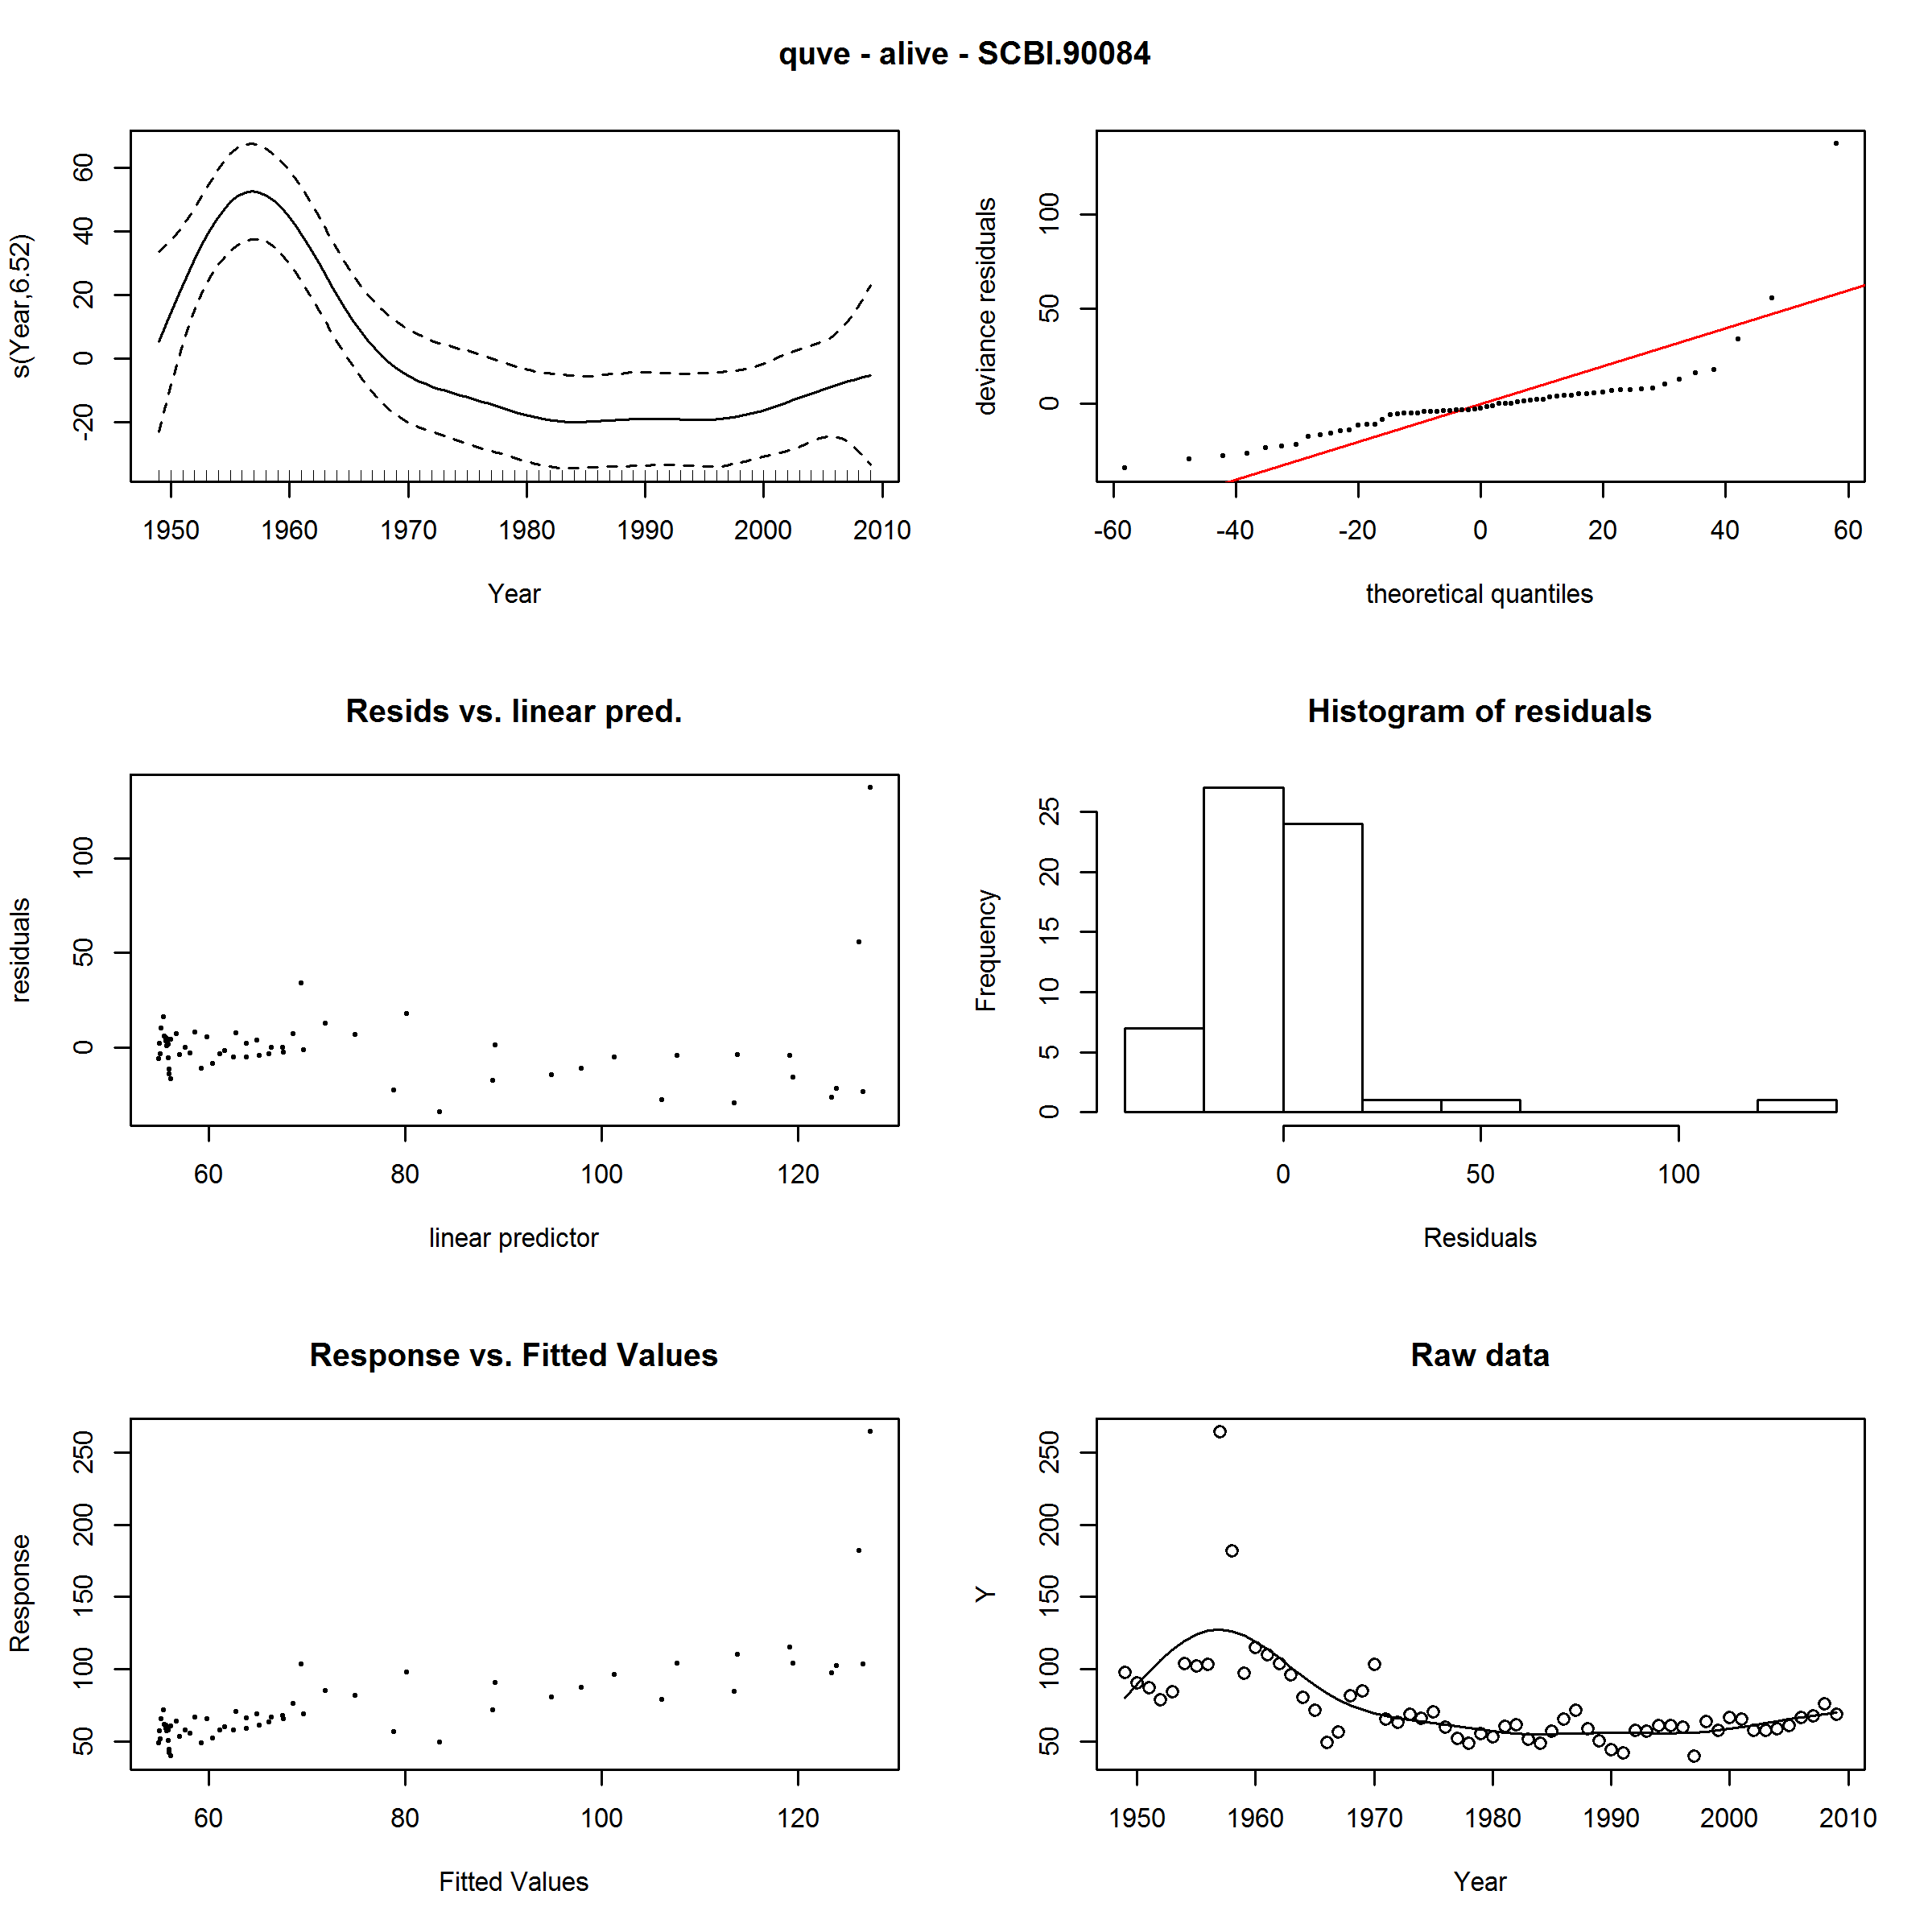 quve - alive - SCBI.90084
s(Year,6.52)
-20 0 20 40 60
1950 1960 1970 1980 1990 2000 2010
Year
deviance residuals
0 50 100
-60 -40 -20 0 20 40 60
theoretical quantiles
Resids vs. linear pred.
residuals
0 50 100
60 80 100 120
linear predictor
Histogram of residuals
Frequency
0 5 10 15 20 25
0 50 100
Residuals
Response vs. Fitted Values
Response
50 100 150 200 250
60 80 100 120
Fitted Values
Raw data
Y
50 100 150 200 250
1950 1960 1970 1980 1990 2000 2010
Year